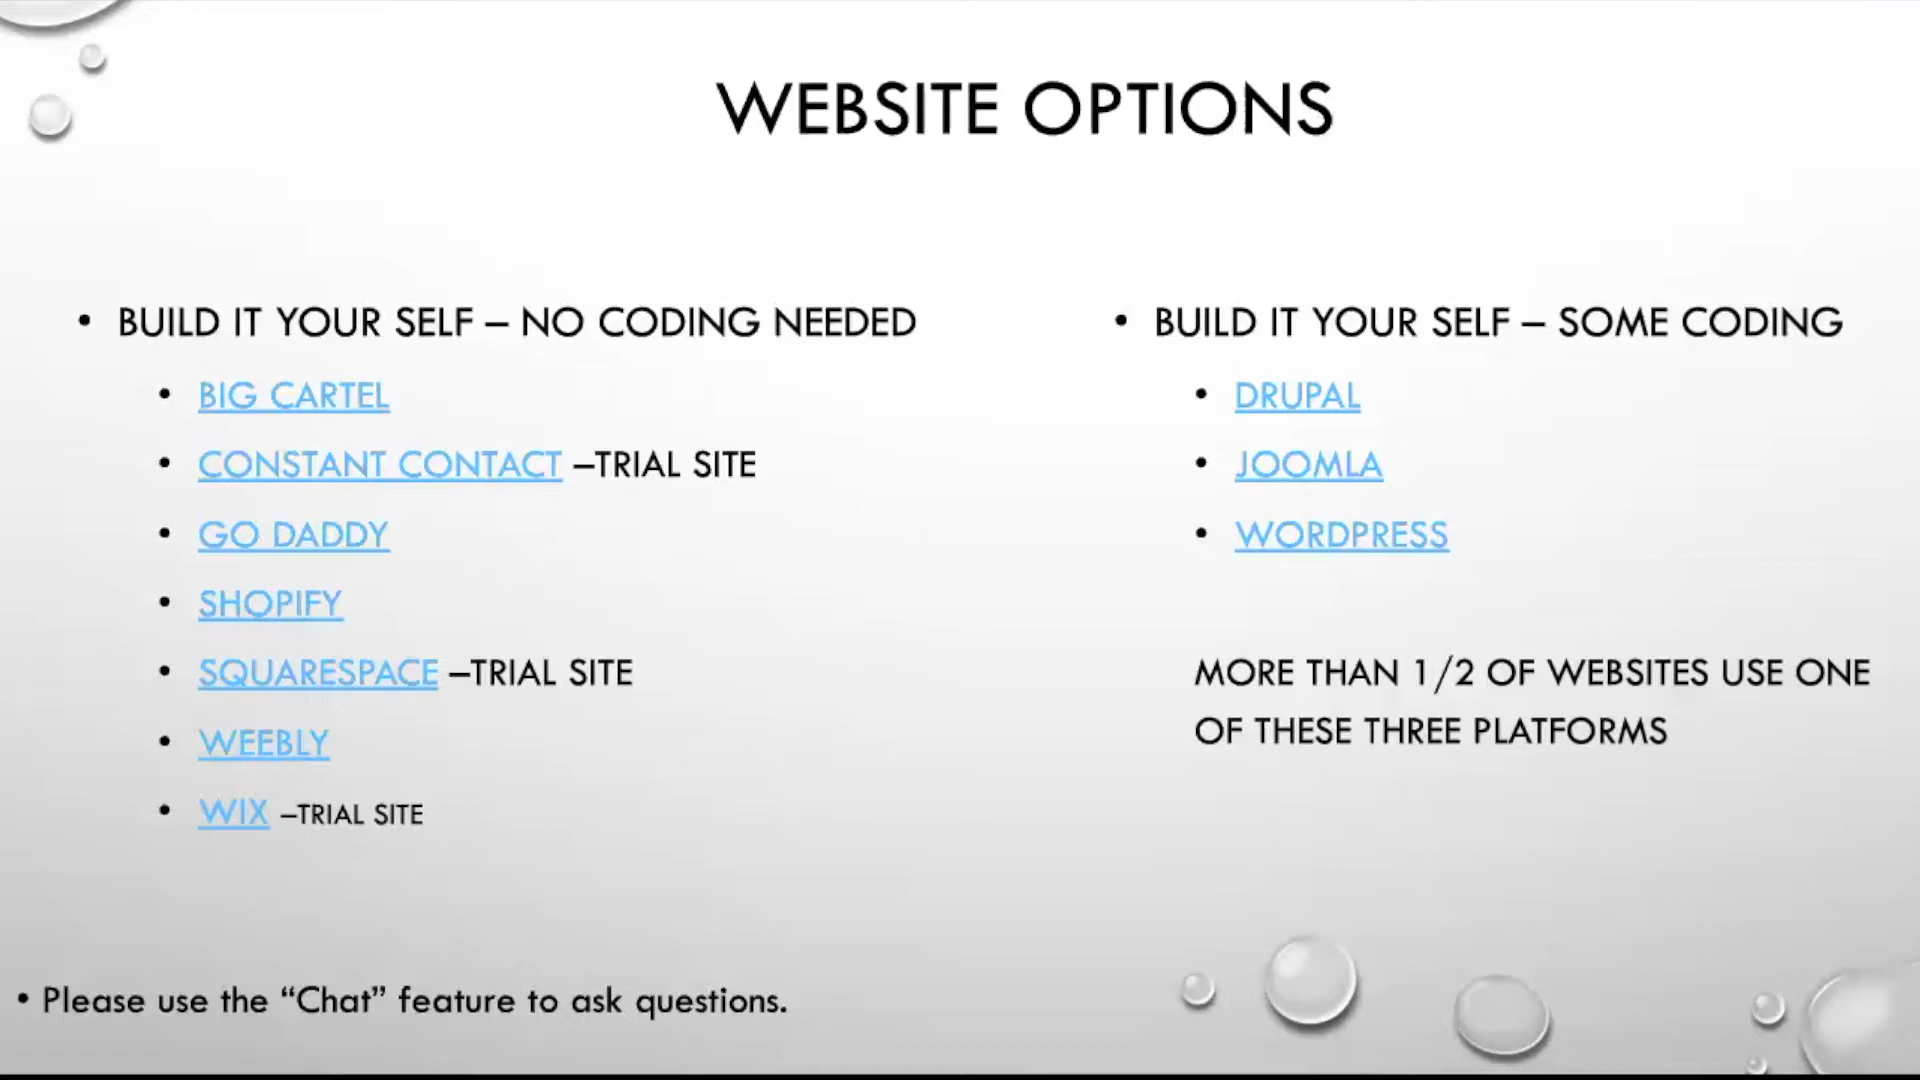 WEBSITE OPTIONS
• BUILD IT YOUR SELF – NO CODING NEEDED
• BIG CARTEL
• CONSTANT CONTACT –TRIAL SITE
• GO DADDY
• SHOPIFY
• SQUARESPACE –TRIAL SITE
• WEEBLY
• WIX –TRIAL SITE
• BUILD IT YOUR SELF – SOME CODING
• DRUPAL
• JOOMLA
• WORDPRESS
MORE THAN 1/2 OF WEBSITES USE ONE
OF THESE THREE PLATFORMS
• Please use the “Chat” feature to ask questions.